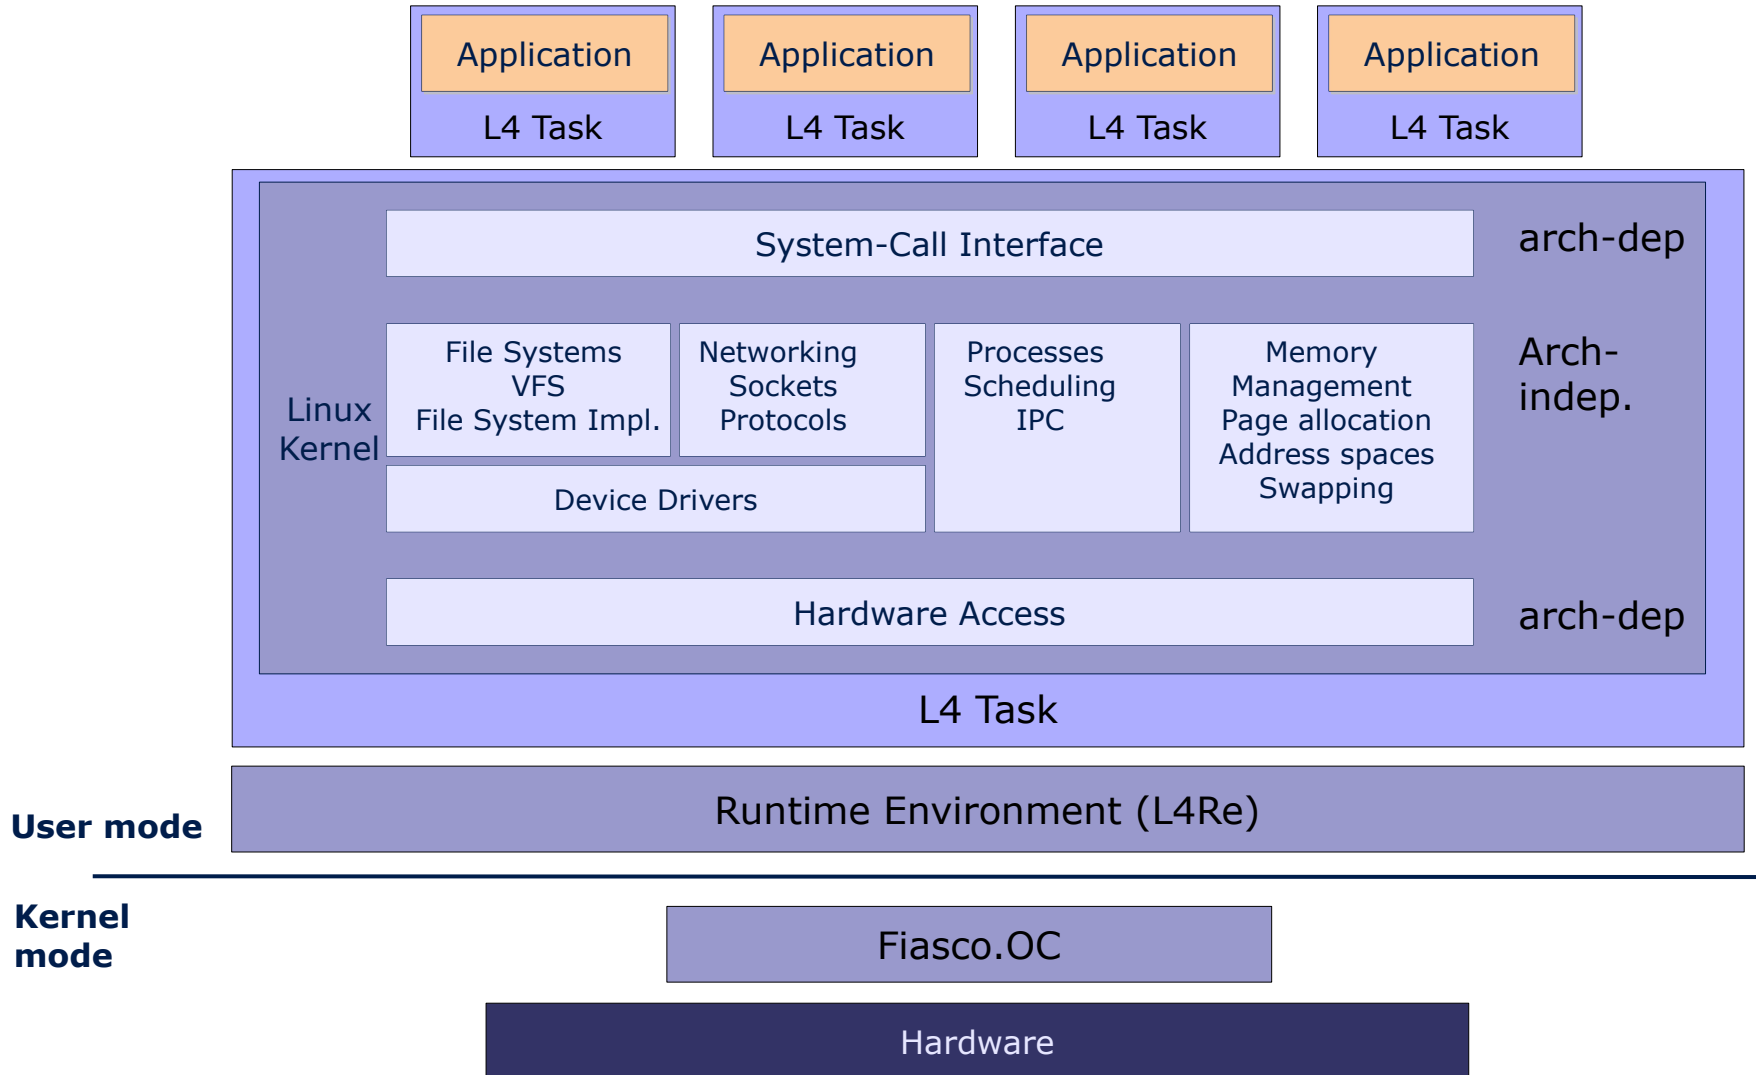 Application
L4 Task
Application
L4 Task
Application
L4 Task
Application
L4 Task
System-Call Interface
arch-dep
Linux
Kernel
File Systems
VFS
File System Impl.
Networking
Sockets
Protocols
Processes
Scheduling
IPC
Memory
Management
Page allocation
Address spaces
Swapping
Arch-
indep.
Device Drivers
Hardware Access
arch-dep
L4 Task
Runtime Environment (L4Re)
User mode
Kernel
mode
Fiasco.OC
Hardware